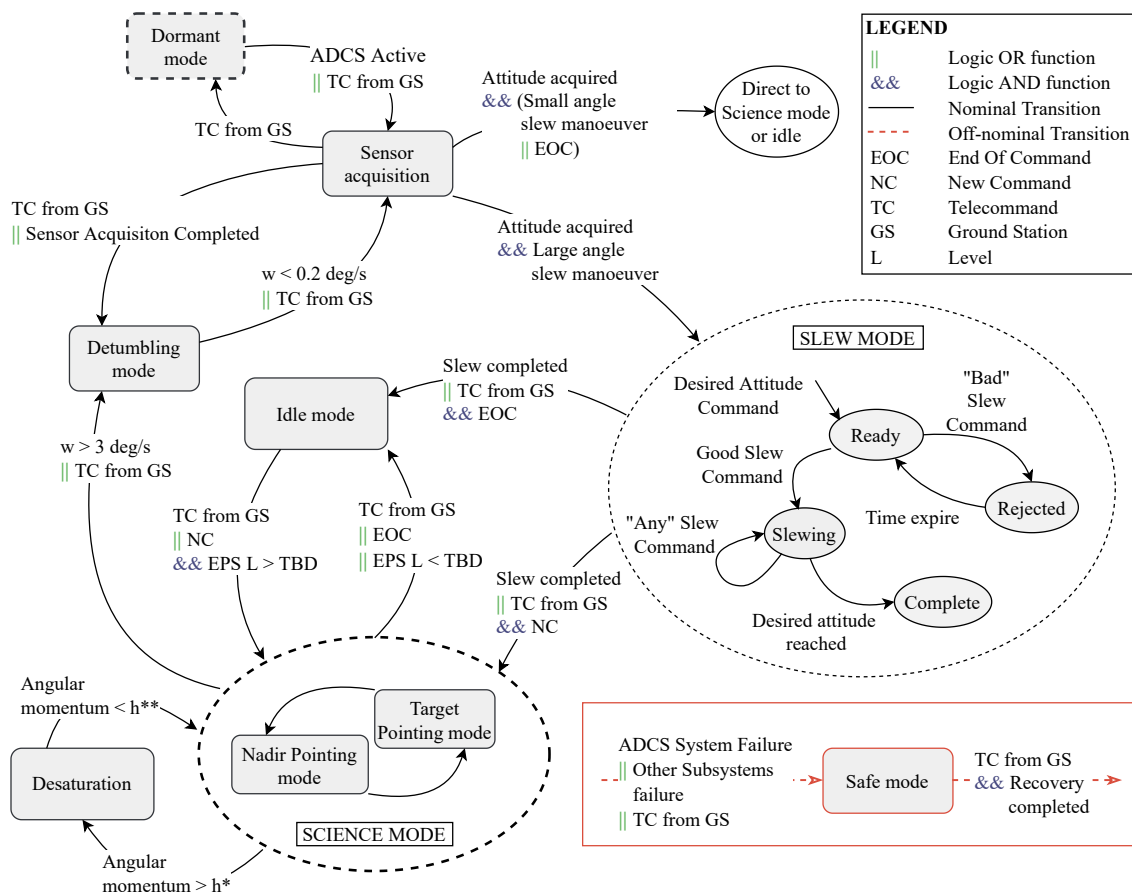 Dormant
mode
ADCS Active
|| TC from GS
TC from GS
Sensor
acquisition
Attitude acquired
&& (Small angle
slew manoeuver
|| EOC)
Direct to
Science mode
or idle
LEGEND
|| Logic OR function
&& Logic AND function
Nominal Transition
Off-nominal Transition
EOC End Of Command
NC New Command
TC Telecommand
GS Ground Station
L Level
TC from GS
|| Sensor Acquisiton Completed
Attitude acquired
&& Large angle
slew manoeuver
w < 0.2 deg/s
|| TC from GS
Detumbling
mode
w > 3 deg/s
|| TC from GS
Idle mode
Slew completed
|| TC from GS
&& EOC
SLEW MODE
Desired Attitude
Command
Ready
"Bad"
Slew
Command
Good Slew
Command
Rejected
Time expire
"Any" Slew
Command
Slewing
Complete
Desired attitude
reached
TC from GS
|| NC
&& EPS L > TBD
TC from GS
|| EOC
|| EPS L < TBD
Slew completed
|| TC from GS
&& NC
Angular
momentum < h**
Desaturation
Angular
momentum > h*
Target
Pointing mode
Nadir Pointing
mode
SCIENCE MODE
ADCS System Failure
|| Other Subsystems
failure
|| TC from GS
Safe mode
TC from GS
&& Recovery
completed